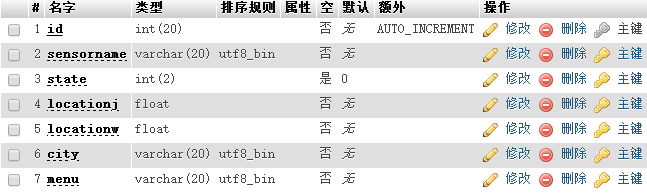 # 名字 类型 排序规则 属性 空 默认 额外 操作
1 id int(20) 否 无 AUTO_INCREMENT 修改 删除 主键
2 sensorname varchar(20) utf8_bin 否 无 修改 删除 主键
3 state int(2) 是 0 修改 删除 主键
4 locationj float 否 无 修改 删除 主键
5 locationw float 否 无 修改 删除 主键
6 city varchar(20) utf8_bin 否 无 修改 删除 主键
7 menu varchar(20) utf8_bin 否 无 修改 删除 主键